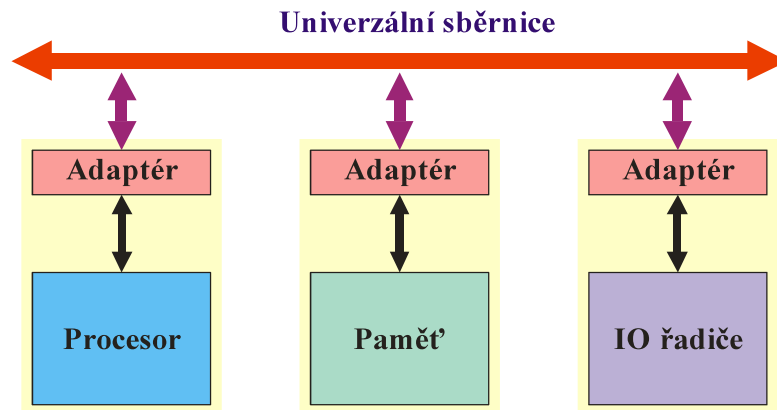 Univerzální sběrnice
Adaptér
Adaptér
Adaptér
Procesor
Paměť
IO řadiče